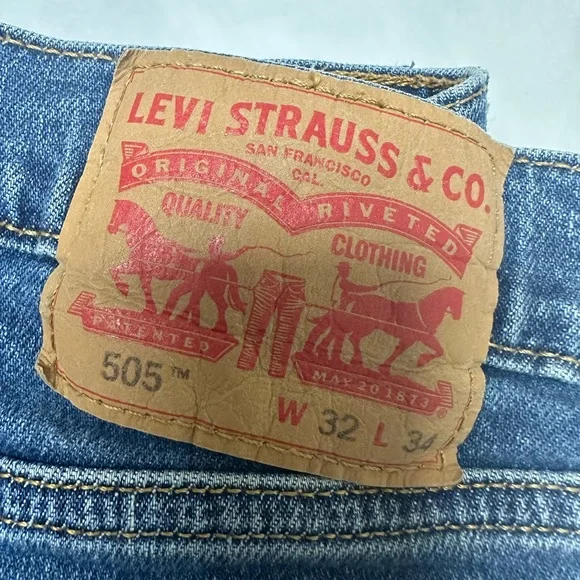 LEVI STRAUSS & CO.
SAN FRANCISCO
CAL.
ORIGINAL RIVETED
QUALITY CLOTHING
PATENTED MAY 20 1873 ®
505™ W 32 L 34